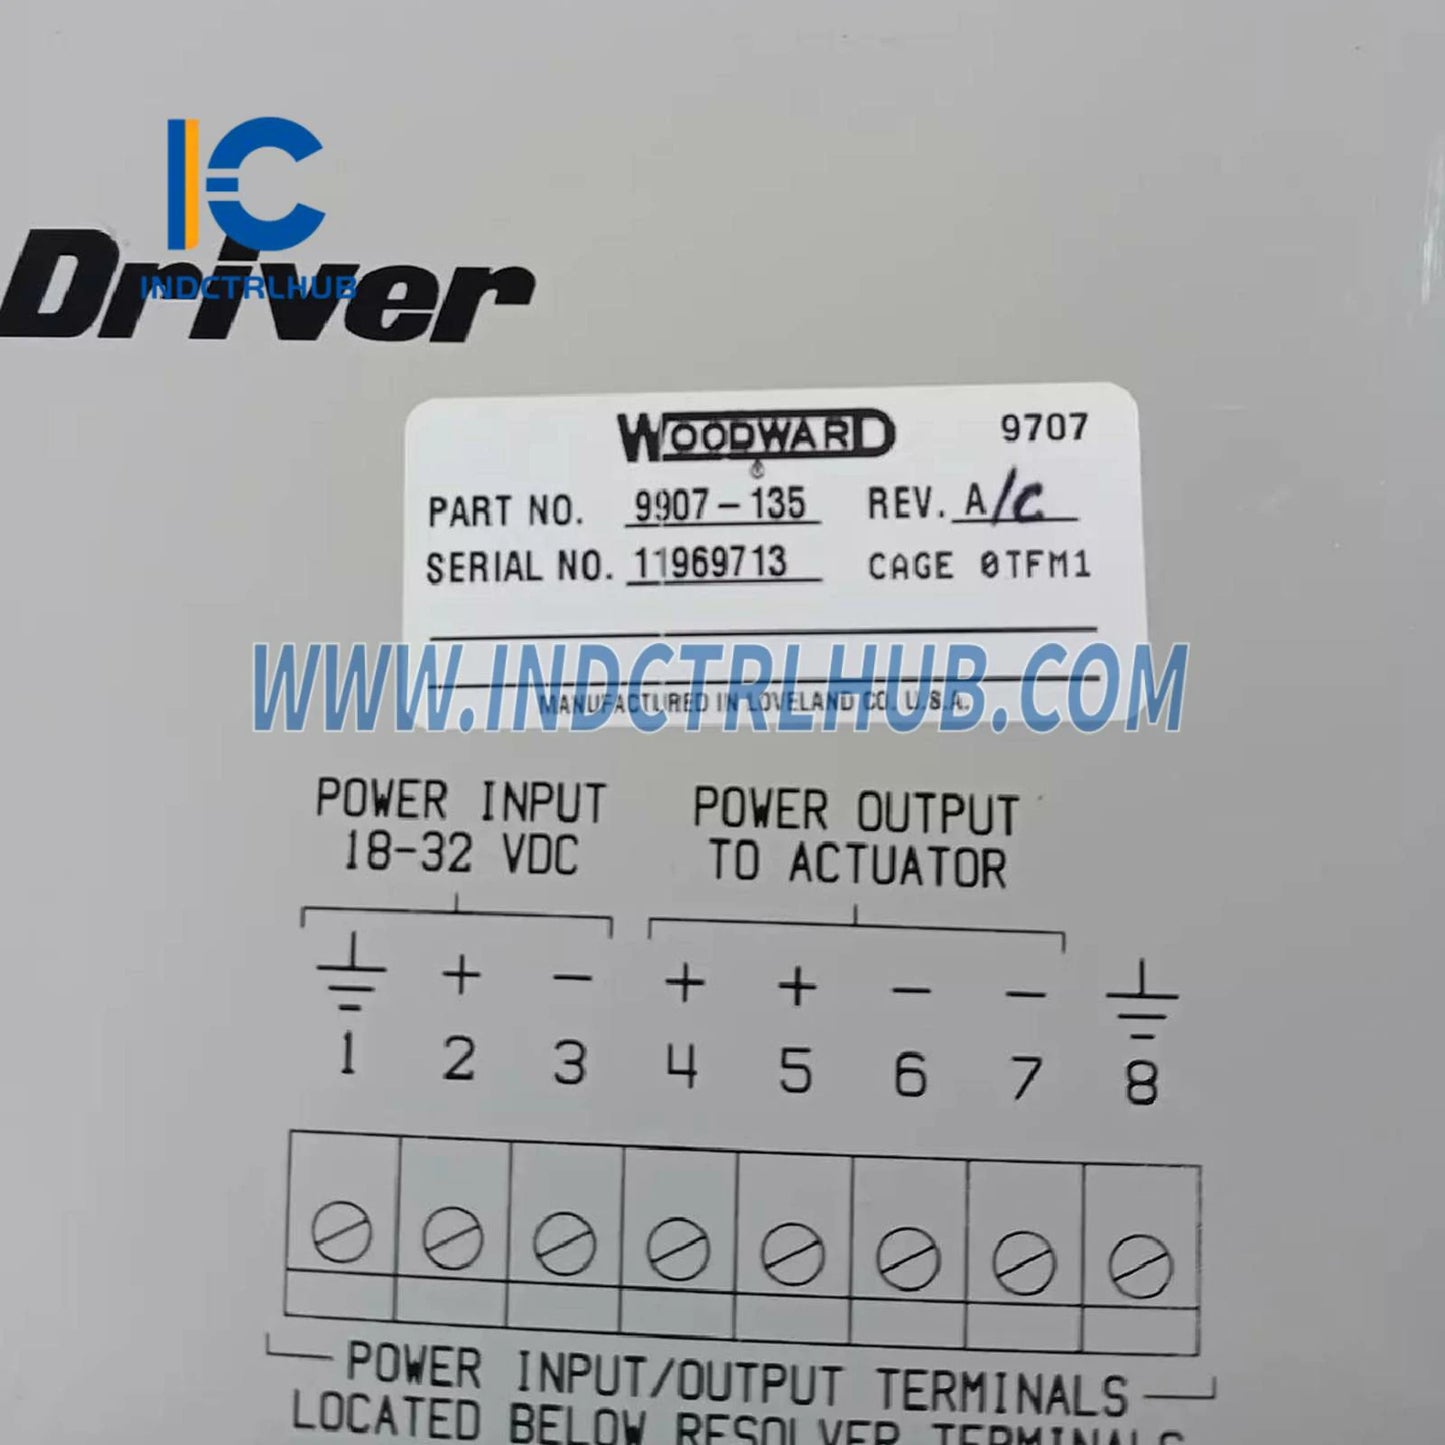 INDCTRLHUB
Driver
WOODWARD 9707
PART NO. 9907-135 REV. A/C
SERIAL NO. 11969713 CAGE 0TFM1
WWW.INDCTRLHUB.COM
MANUFACTURED IN LOVELAND CO. U.S.A.
POWER INPUT POWER OUTPUT
18-32 VDC TO ACTUATOR
+ - + + - -
1 2 3 4 5 6 7 8
POWER INPUT/OUTPUT TERMINALS
LOCATED BELOW RESOLVER TERMINALS